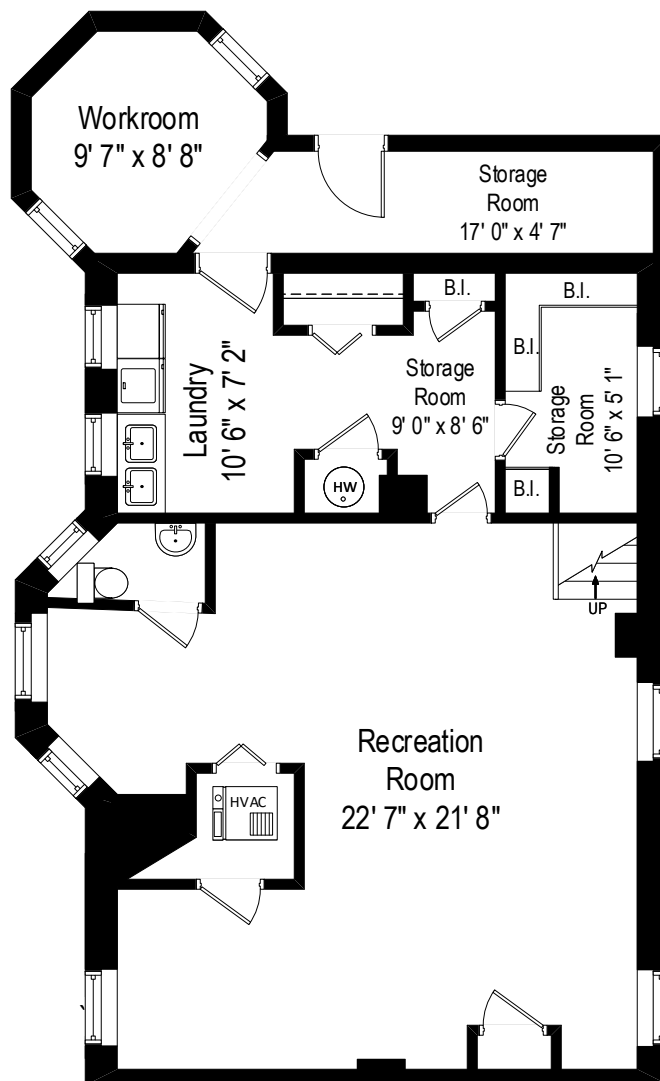 Workroom
9' 7" x 8' 8"
Storage
Room
17' 0" x 4' 7"
B.I.
B.I.
B.I.
Laundry
10' 6" x 7' 2"
Storage
Room
9' 0" x 8' 6"
Storage
Room
10' 6" x 5' 1"
HW
B.I.
UP
Recreation
Room
22' 7" x 21' 8"
HVAC